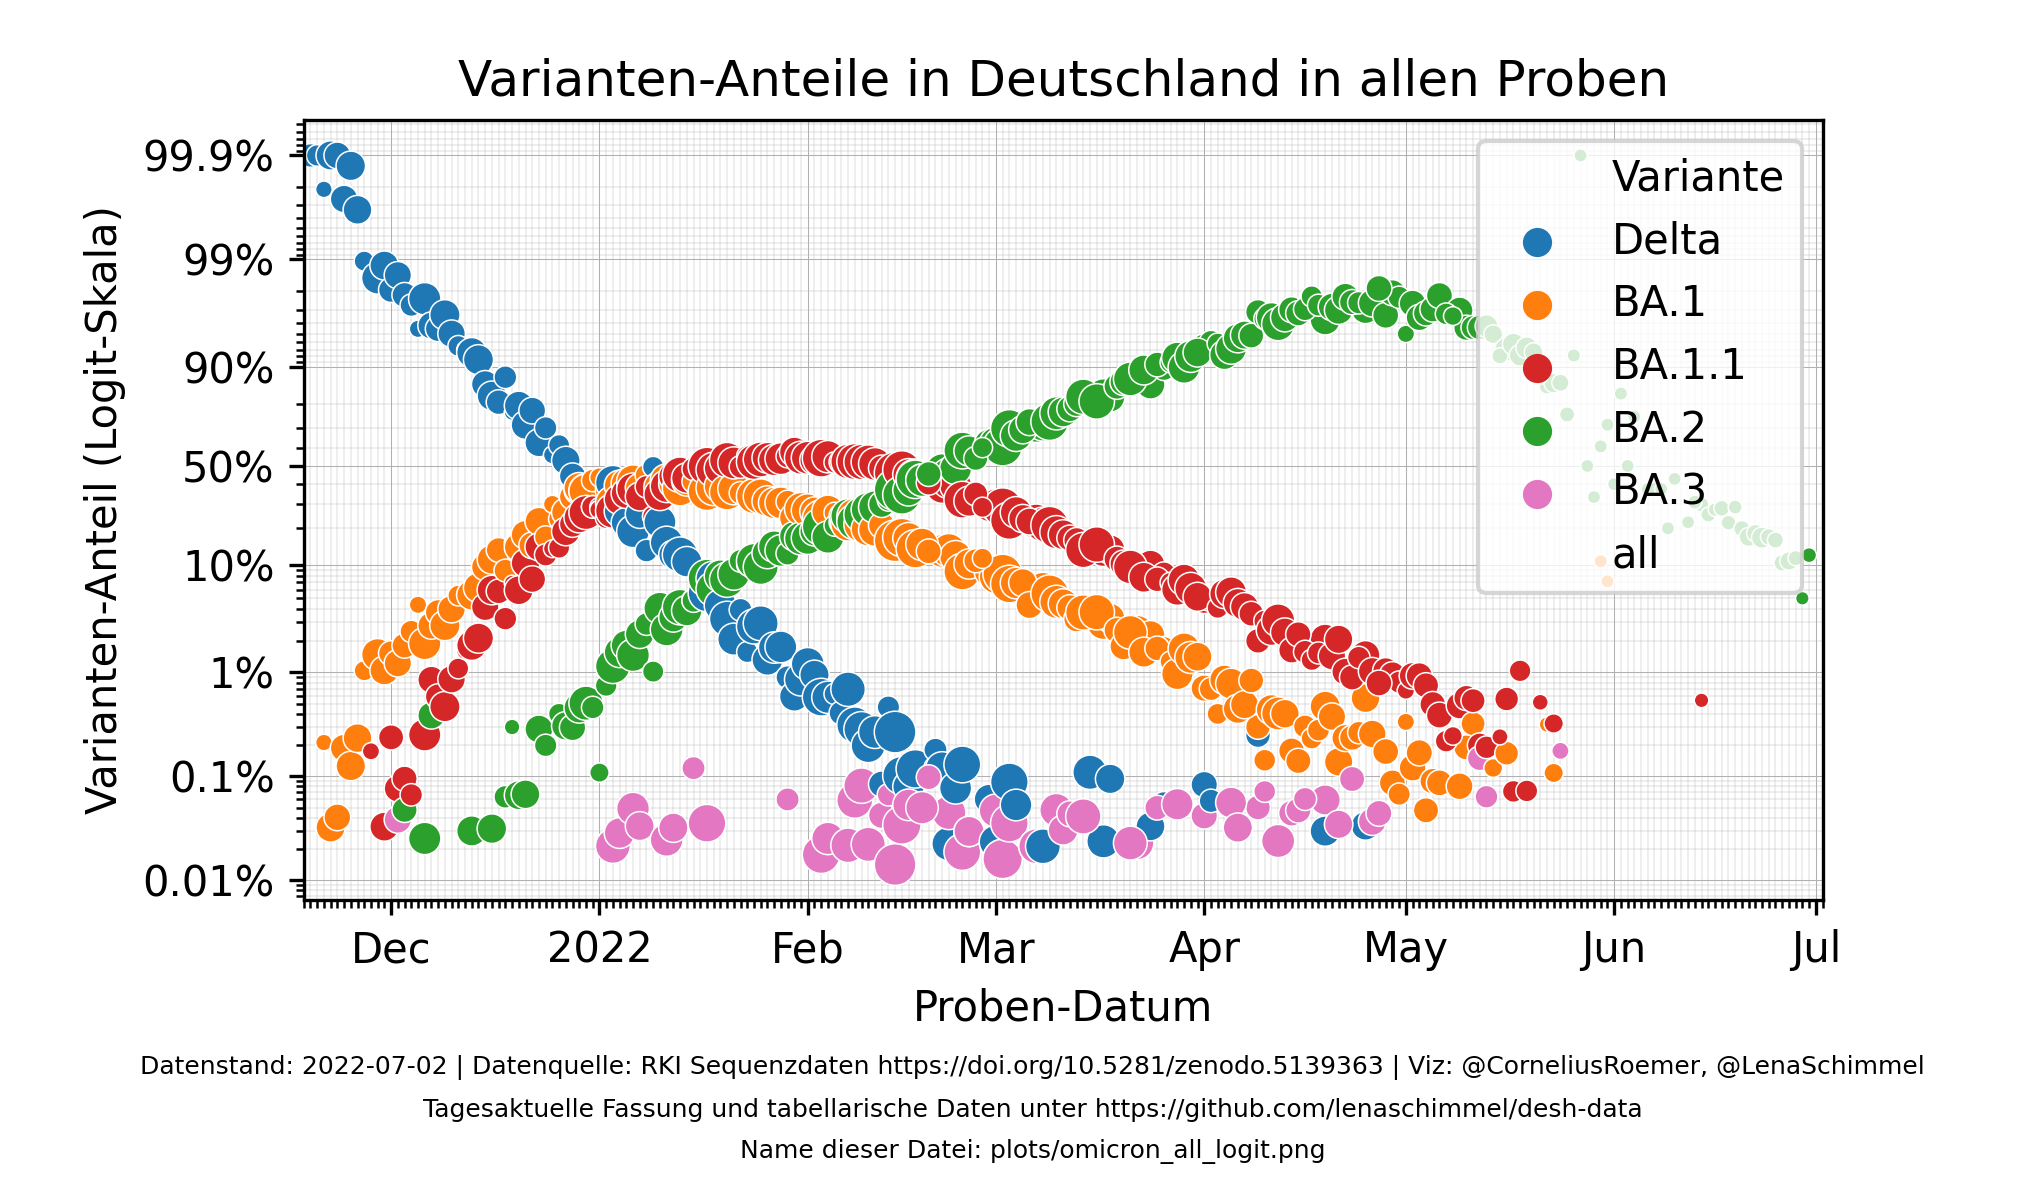 Varianten-Anteile in Deutschland in allen Proben
Varianten-Anteil (Logit-Skala)
99.9%
99%
90%
50%
10%
1%
0.1%
0.01%
Variante
Delta
BA.1
BA.1.1
BA.2
BA.3
all
Dec 2022 Feb Mar Apr May Jun Jul
Proben-Datum
Datenstand: 2022-07-02 | Datenquelle: RKI Sequenzdaten https://doi.org/10.5281/zenodo.5139363 | Viz: @CorneliusRoemer, @LenaSchimmel
Tagesaktuelle Fassung und tabellarische Daten unter https://github.com/lenaschimmel/desh-data
Name dieser Datei: plots/omicron_all_logit.png